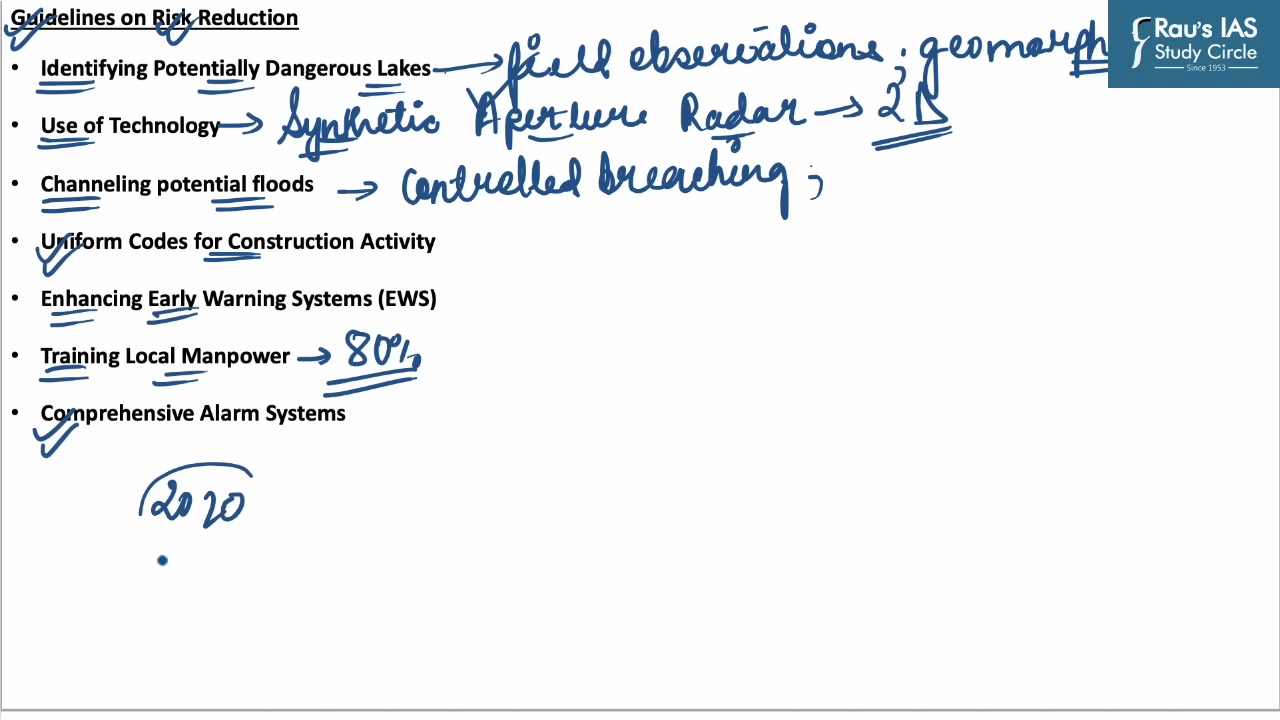 Guidelines on Risk Reduction
Rau's IAS
Study Circle
Since 1953
• Identifying Potentially Dangerous Lakes → field observations; geomorph
• Use of Technology → Synthetic Aperture Radar → 2D
• Channeling potential floods → controlled breaching;
• Uniform Codes for Construction Activity
• Enhancing Early Warning Systems (EWS)
• Training Local Manpower → 80%
• Comprehensive Alarm Systems
2020